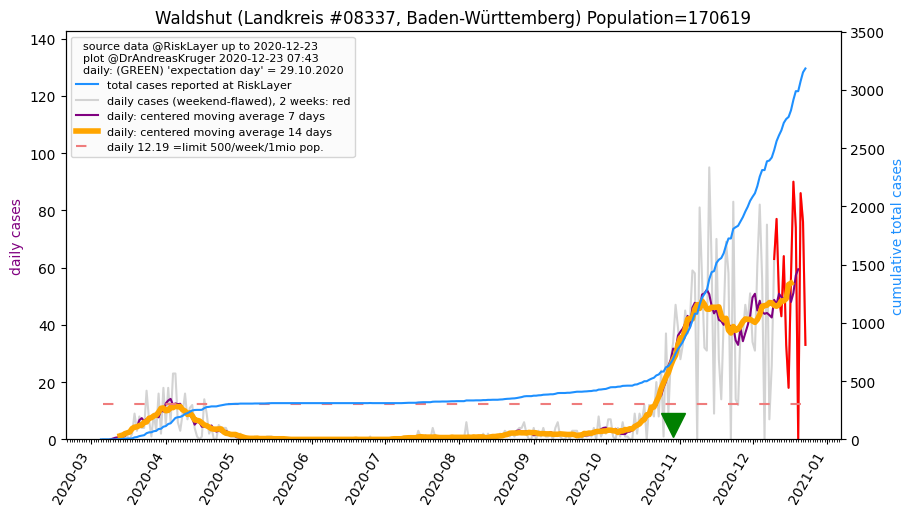 Waldshut (Landkreis #08337, Baden-Württemberg) Population=170619
source data @RiskLayer up to 2020-12-23
plot @DrAndreasKruger 2020-12-23 07:43
daily: (GREEN) 'expectation day' = 29.10.2020
total cases reported at RiskLayer
daily cases (weekend-flawed), 2 weeks: red
daily: centered moving average 7 days
daily: centered moving average 14 days
daily 12.19 =limit 500/week/1mio pop.
daily cases
140
120
100
80
60
40
20
0
cumulative total cases
3500
3000
2500
2000
1500
1000
500
0
2020-03
2020-04
2020-05
2020-06
2020-07
2020-08
2020-09
2020-10
2020-11
2020-12
2021-01